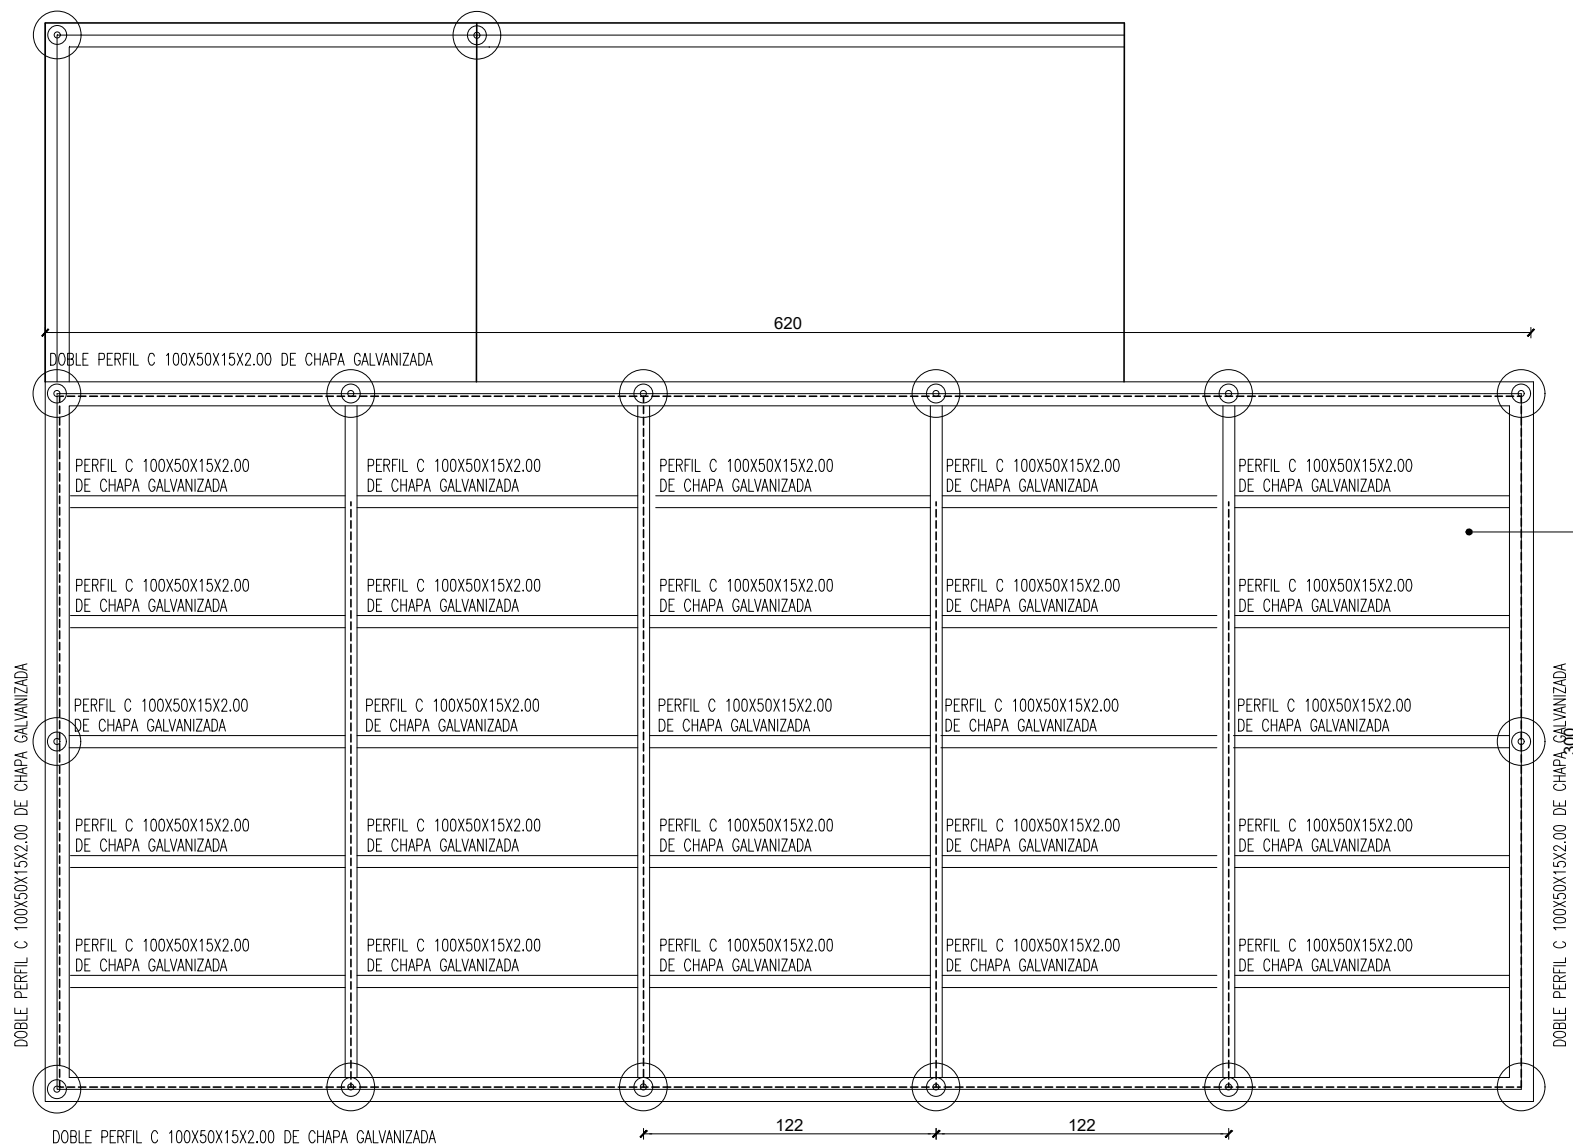 620
DOBLE PERFIL C 100X50X15X2.00 DE CHAPA GALVANIZADA
PERFIL C 100X50X15X2.00
DE CHAPA GALVANIZADA
PERFIL C 100X50X15X2.00
DE CHAPA GALVANIZADA
PERFIL C 100X50X15X2.00
DE CHAPA GALVANIZADA
PERFIL C 100X50X15X2.00
DE CHAPA GALVANIZADA
PERFIL C 100X50X15X2.00
DE CHAPA GALVANIZADA
PERFIL C 100X50X15X2.00
DE CHAPA GALVANIZADA
PERFIL C 100X50X15X2.00
DE CHAPA GALVANIZADA
PERFIL C 100X50X15X2.00
DE CHAPA GALVANIZADA
PERFIL C 100X50X15X2.00
DE CHAPA GALVANIZADA
PERFIL C 100X50X15X2.00
DE CHAPA GALVANIZADA
PERFIL C 100X50X15X2.00
DE CHAPA GALVANIZADA
PERFIL C 100X50X15X2.00
DE CHAPA GALVANIZADA
PERFIL C 100X50X15X2.00
DE CHAPA GALVANIZADA
PERFIL C 100X50X15X2.00
DE CHAPA GALVANIZADA
PERFIL C 100X50X15X2.00
DE CHAPA GALVANIZADA
PERFIL C 100X50X15X2.00
DE CHAPA GALVANIZADA
PERFIL C 100X50X15X2.00
DE CHAPA GALVANIZADA
PERFIL C 100X50X15X2.00
DE CHAPA GALVANIZADA
PERFIL C 100X50X15X2.00
DE CHAPA GALVANIZADA
PERFIL C 100X50X15X2.00
DE CHAPA GALVANIZADA
PERFIL C 100X50X15X2.00
DE CHAPA GALVANIZADA
PERFIL C 100X50X15X2.00
DE CHAPA GALVANIZADA
PERFIL C 100X50X15X2.00
DE CHAPA GALVANIZADA
PERFIL C 100X50X15X2.00
DE CHAPA GALVANIZADA
PERFIL C 100X50X15X2.00
DE CHAPA GALVANIZADA
DOBLE PERFIL C 100X50X15X2.00 DE CHAPA GALVANIZADA
DOBLE PERFIL C 100X50X15X2.00 DE CHAPA GALVANIZADA
300
122
122
DOBLE PERFIL C 100X50X15X2.00 DE CHAPA GALVANIZADA